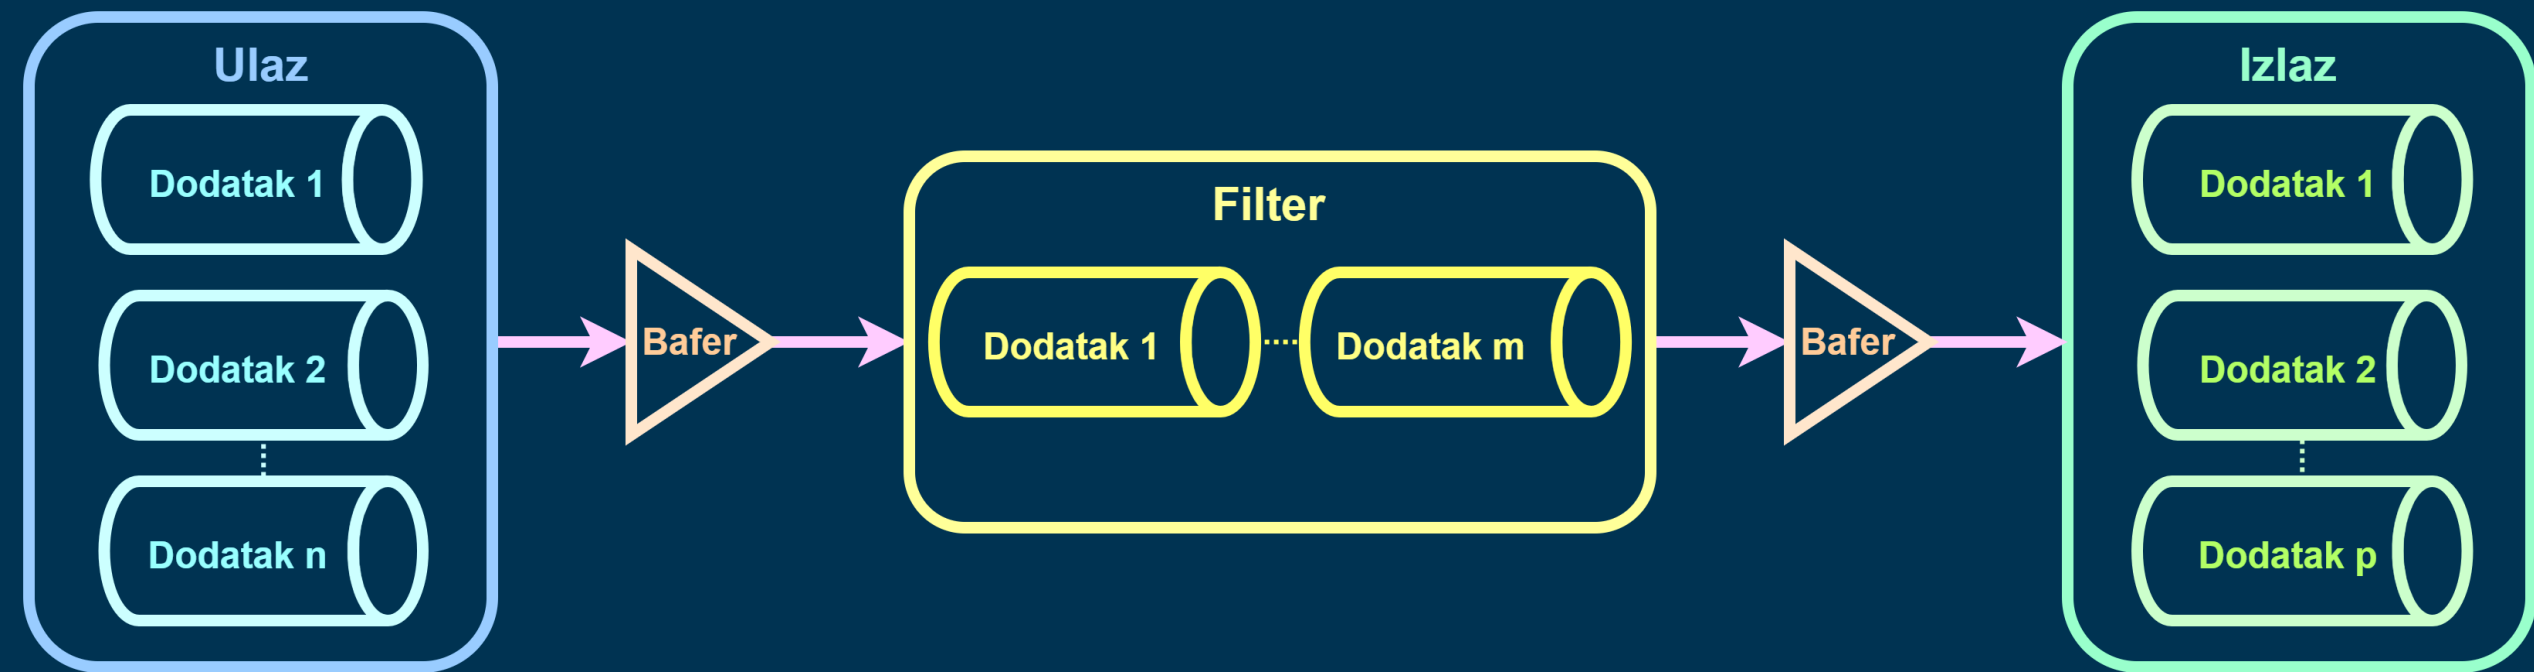 Ulaz
Dodatak 1
Dodatak 2
Dodatak n
Bafer
Filter
Dodatak 1
Dodatak m
Bafer
Izlaz
Dodatak 1
Dodatak 2
Dodatak p